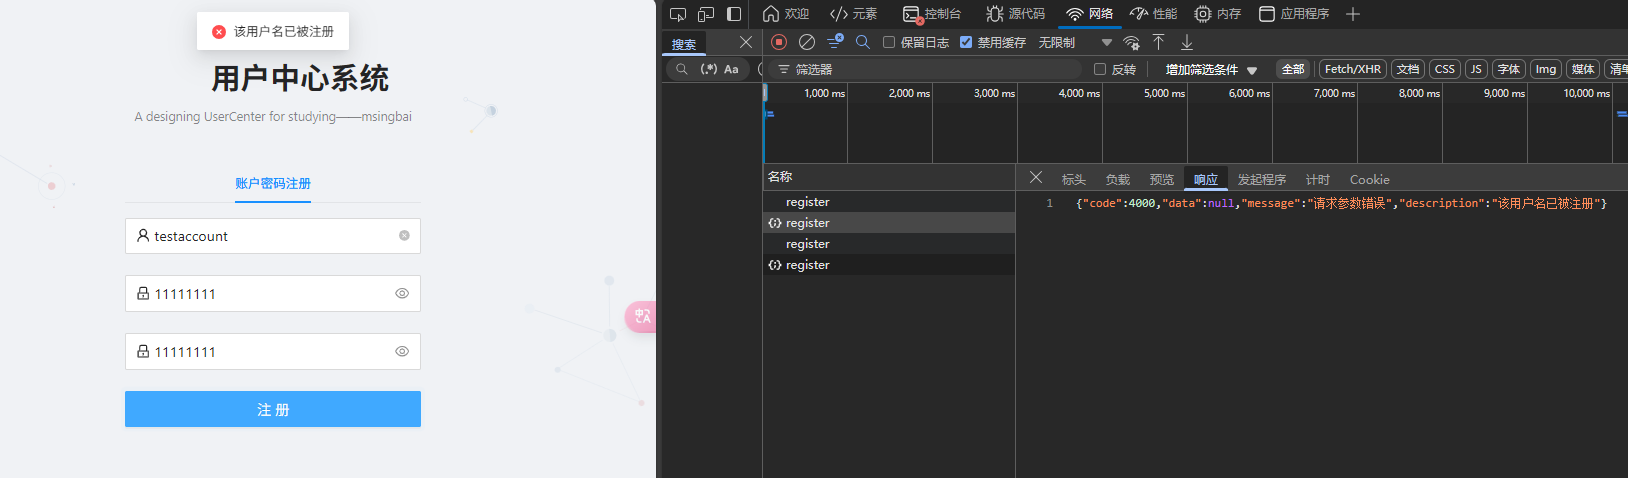 该用户名已被注册
用户中心系统
A designing UserCenter for studying——msingbai
账户密码注册
testaccount
11111111
11111111
注 册
欢迎 元素 控制台 源代码 网络 性能 内存 应用程序
搜索
保留日志 禁用缓存 无限制
(.*) Aa
筛选器 反转 增加筛选条件 全部 Fetch/XHR 文档 CSS JS 字体 Img 媒体 清单
1,000 ms 2,000 ms 3,000 ms 4,000 ms 5,000 ms 6,000 ms 7,000 ms 8,000 ms 9,000 ms 10,000 ms
名称
register
register
register
register
标头 负载 预览 响应 发起程序 计时 Cookie
1 {"code":4000,"data":null,"message":"请求参数错误","description":"该用户名已被注册"}